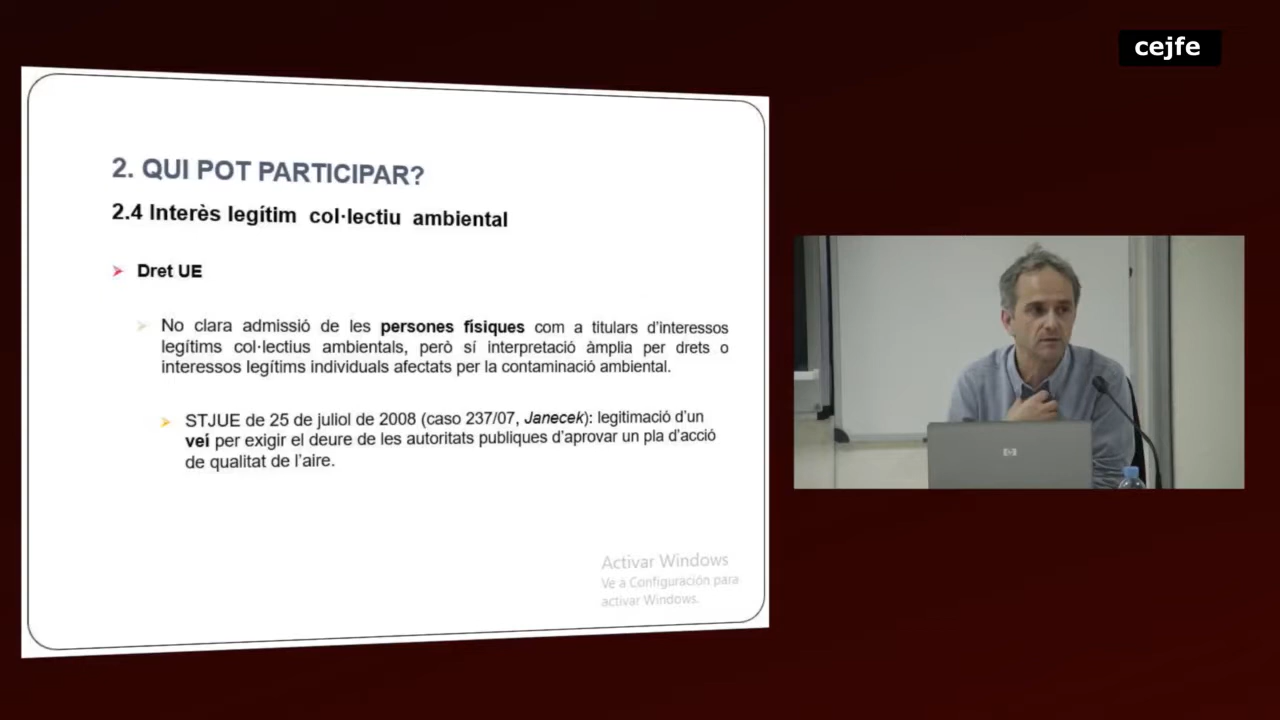 cejfe
2. QUI POT PARTICIPAR?
2.4 Interès legítim col·lectiu ambiental
Dret UE
No clara admissió de les persones físiques com a titulars d'interessos
legítims col·lectius ambientals, però sí interpretació àmplia per drets o
interessos legítims individuals afectats per la contaminació ambiental.
STJUE de 25 de juliol de 2008 (caso 237/07, Janecek): legitimació d'un
veí per exigir el deure de les autoritats publiques d'aprovar un pla d'acció
de qualitat de l'aire.
Activar Windows
Ve a Configuración para
activar Windows.
hp